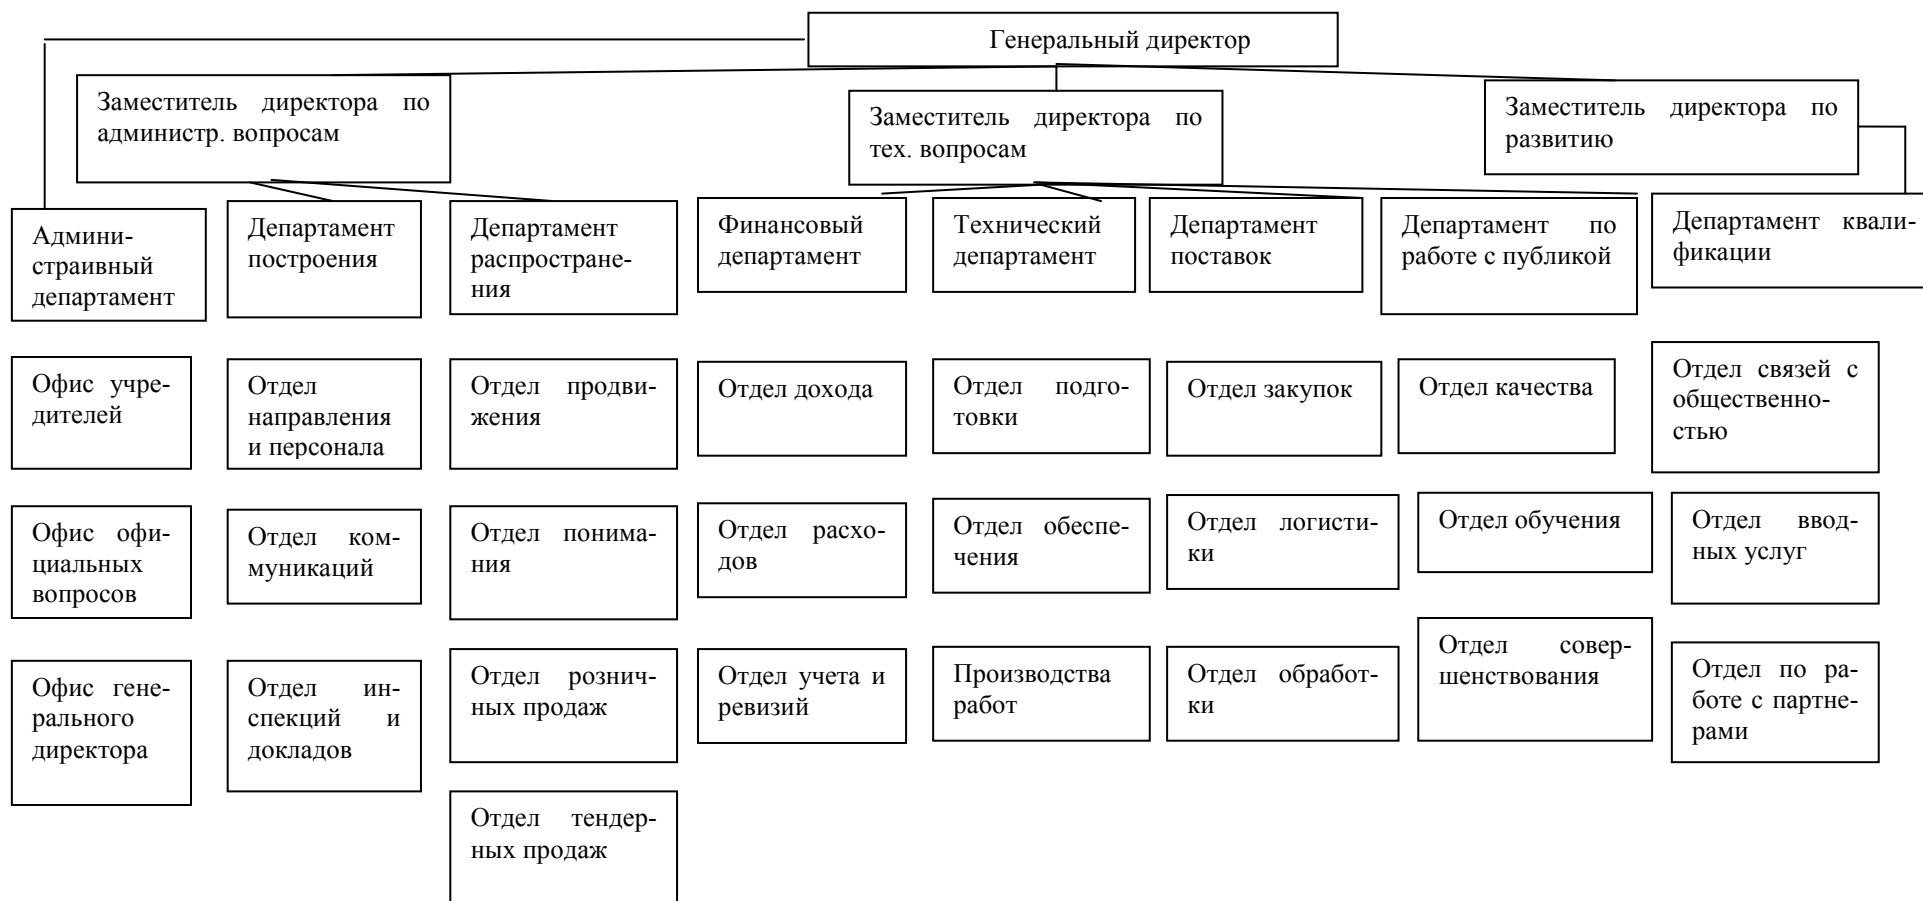 Генеральный директор
Заместитель директора по
администр. вопросам
Заместитель директора по
тех. вопросам
Заместитель директора по
развитию
Админи-
страивный
департамент
Департамент
построения
Департамент
распростране-
ния
Финансовый
департамент
Технический
департамент
Департамент
поставок
Департамент по
работе с публикой
Департамент квали-
фикации
Офис учре-
дителей
Отдел
направления
и персонала
Отдел продви-
жения
Отдел дохода
Отдел подго-
товки
Отдел закупок
Отдел качества
Отдел связей с
общественно-
стью
Офис офи-
циальных
вопросов
Отдел ком-
муникаций
Отдел понима-
ния
Отдел расхо-
дов
Отдел обеспе-
чения
Отдел логисти-
ки
Отдел обучения
Отдел ввод-
ных услуг
Офис гене-
рального
директора
Отдел ин-
спекций и
докладов
Отдел рознич-
ных продаж
Отдел учета и
ревизий
Производства
работ
Отдел обработ-
ки
Отдел совер-
шенствования
Отдел по ра-
боте с партне-
рами
Отдел тендер-
ных продаж